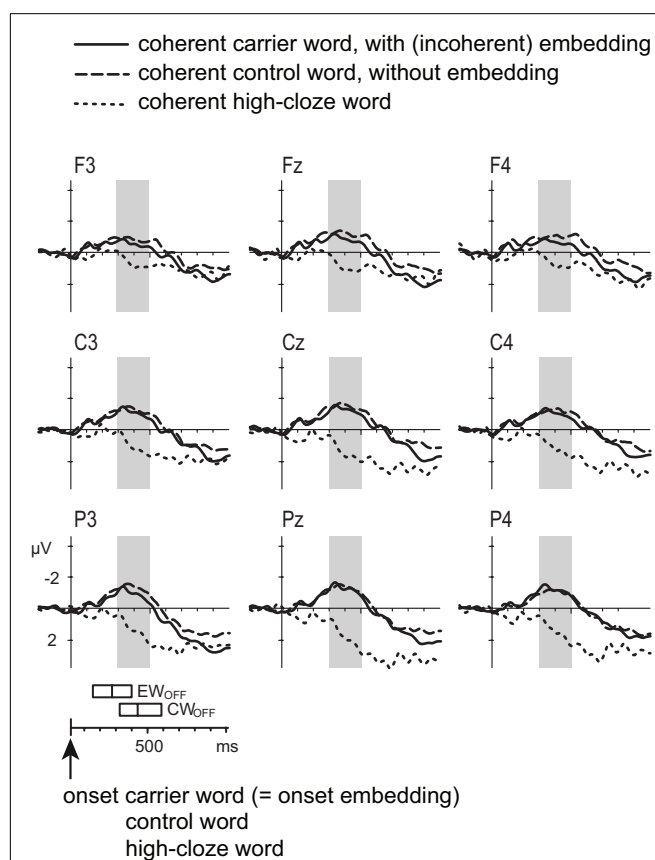 coherent carrier word, with (incoherent) embedding
coherent control word, without embedding
coherent high-cloze word
F3 Fz F4
C3 Cz C4
P3 Pz P4
µV
-2
2
EWOFF
CWOFF
500 ms
onset carrier word (= onset embedding)
control word
high-cloze word